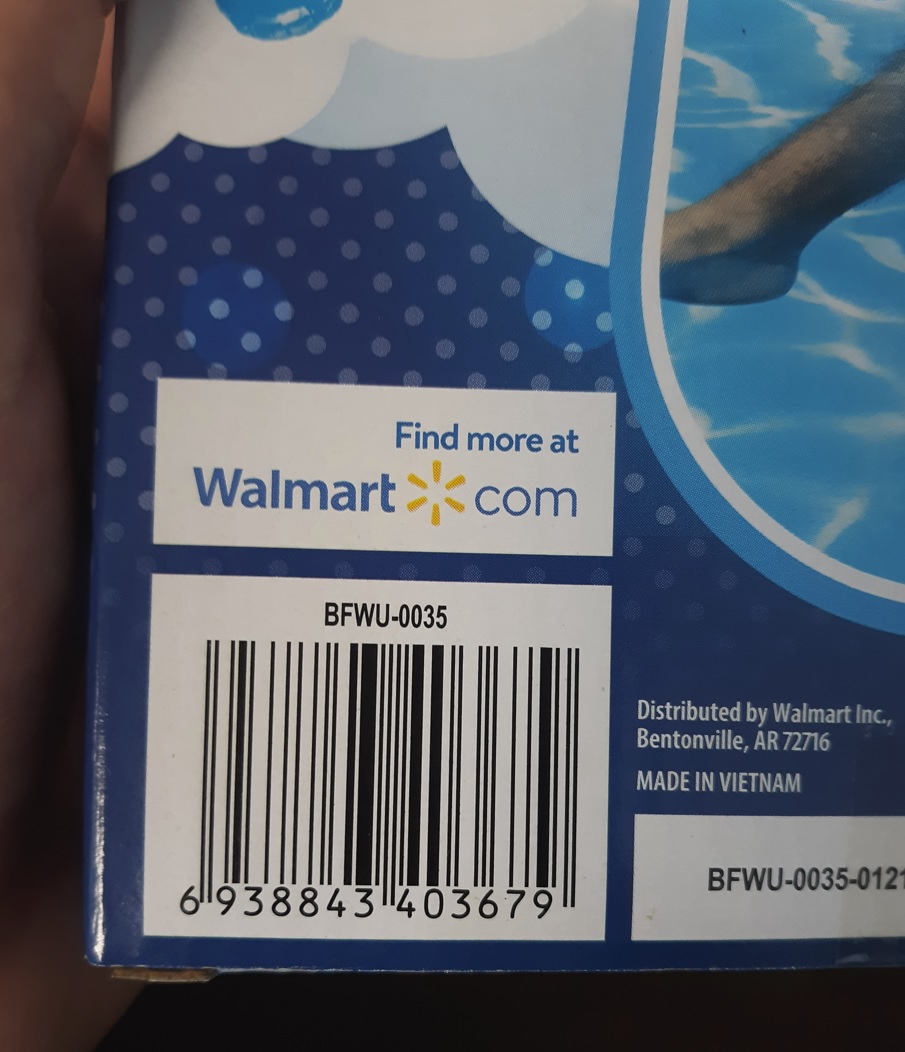 Find more at
Walmart com
BFWU-0035
6 938843 403679
Distributed by Walmart Inc.,
Bentonville, AR 72716
MADE IN VIETNAM
BFWU-0035-0121